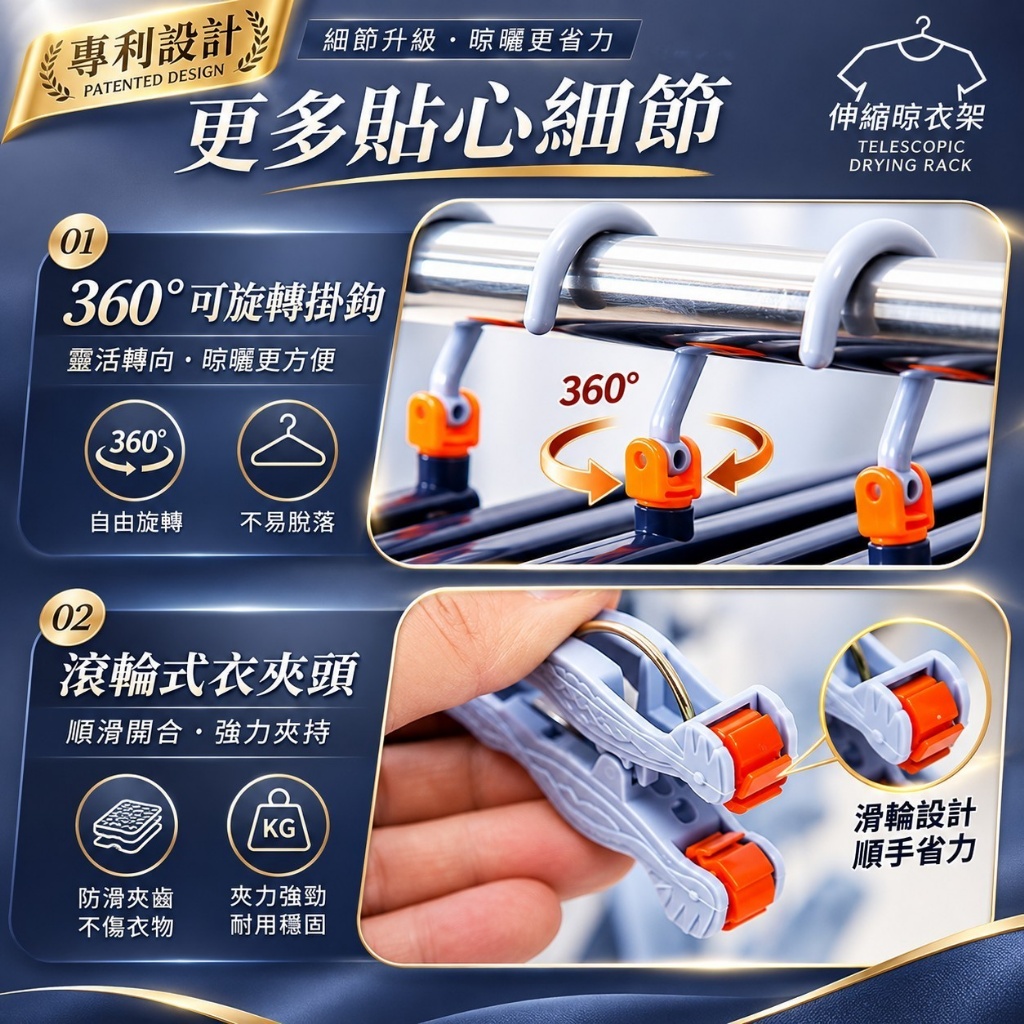 專利設計
PATENTED DESIGN
細節升級・晾曬更省力
更多貼心細節
伸縮晾衣架
TELESCOPIC
DRYING RACK
01
360°可旋轉掛鉤
靈活轉向・晾曬更方便
360°
自由旋轉
不易脫落
360°
02
滾輪式衣夾頭
順滑開合・強力夾持
KG
防滑夾齒
不傷衣物
夾力強勁
耐用穩固
滑輪設計
順手省力